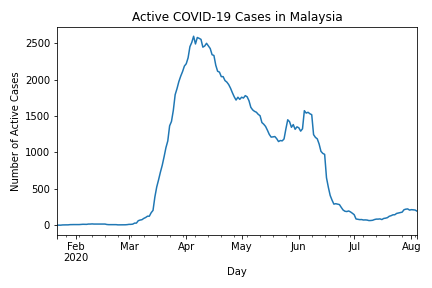 Active COVID-19 Cases in Malaysia
Number of Active Cases
2500
2000
1500
1000
500
0
Feb Mar Apr May Jun Jul Aug
2020
Day